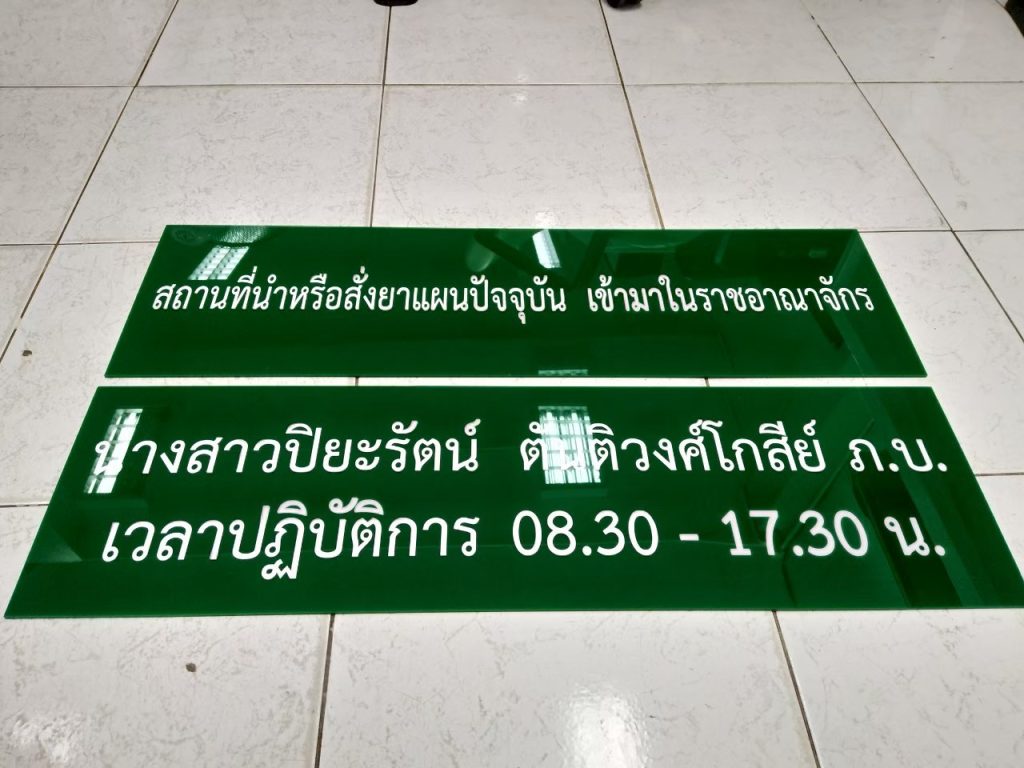 สถานที่นำหรือสั่งยาแผนปัจจุบัน เข้ามาในราชอาณาจักร
นางสาวปิยะรัตน์ ตันติวงศ์โกสีย์ ภ.บ.
เวลาปฏิบัติการ 08.30 - 17.30 น.